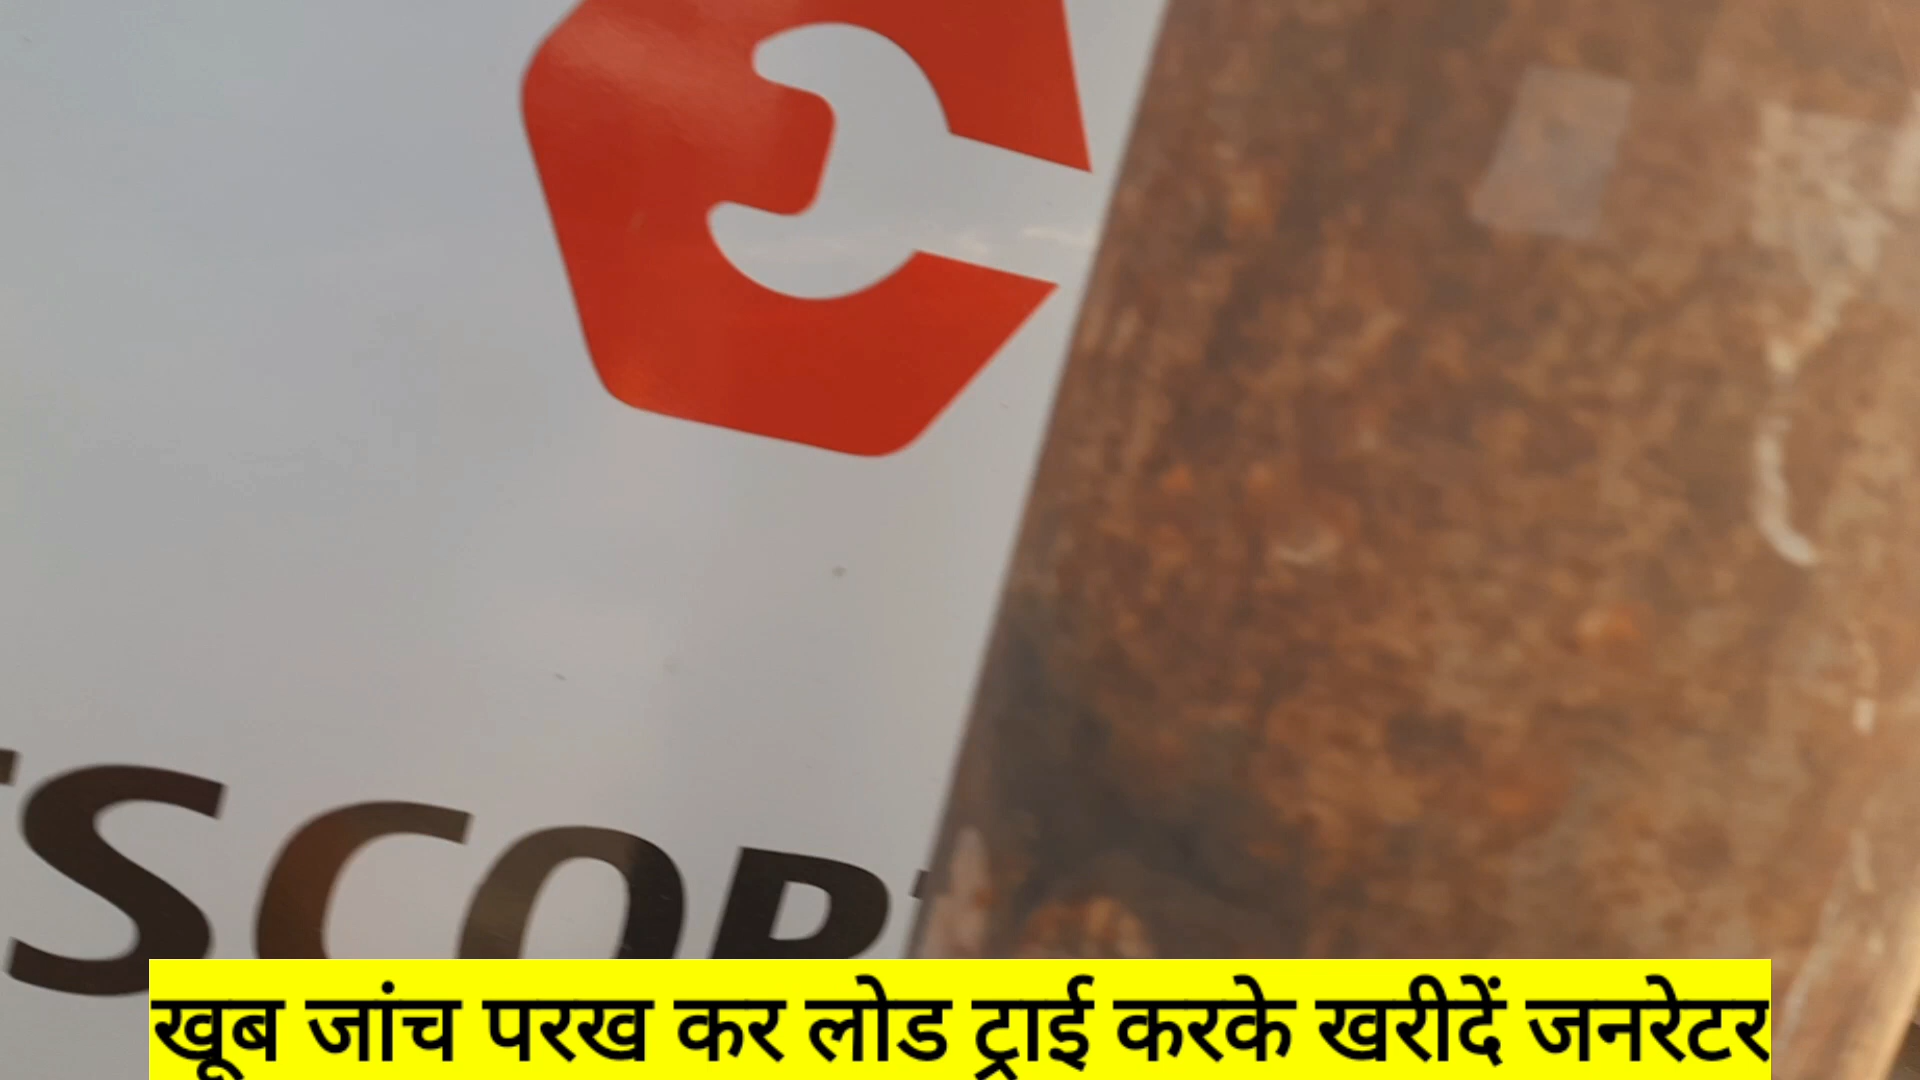 SCOR
खूब जांच परख कर लोड ट्राई करके खरीदें जनरेटर